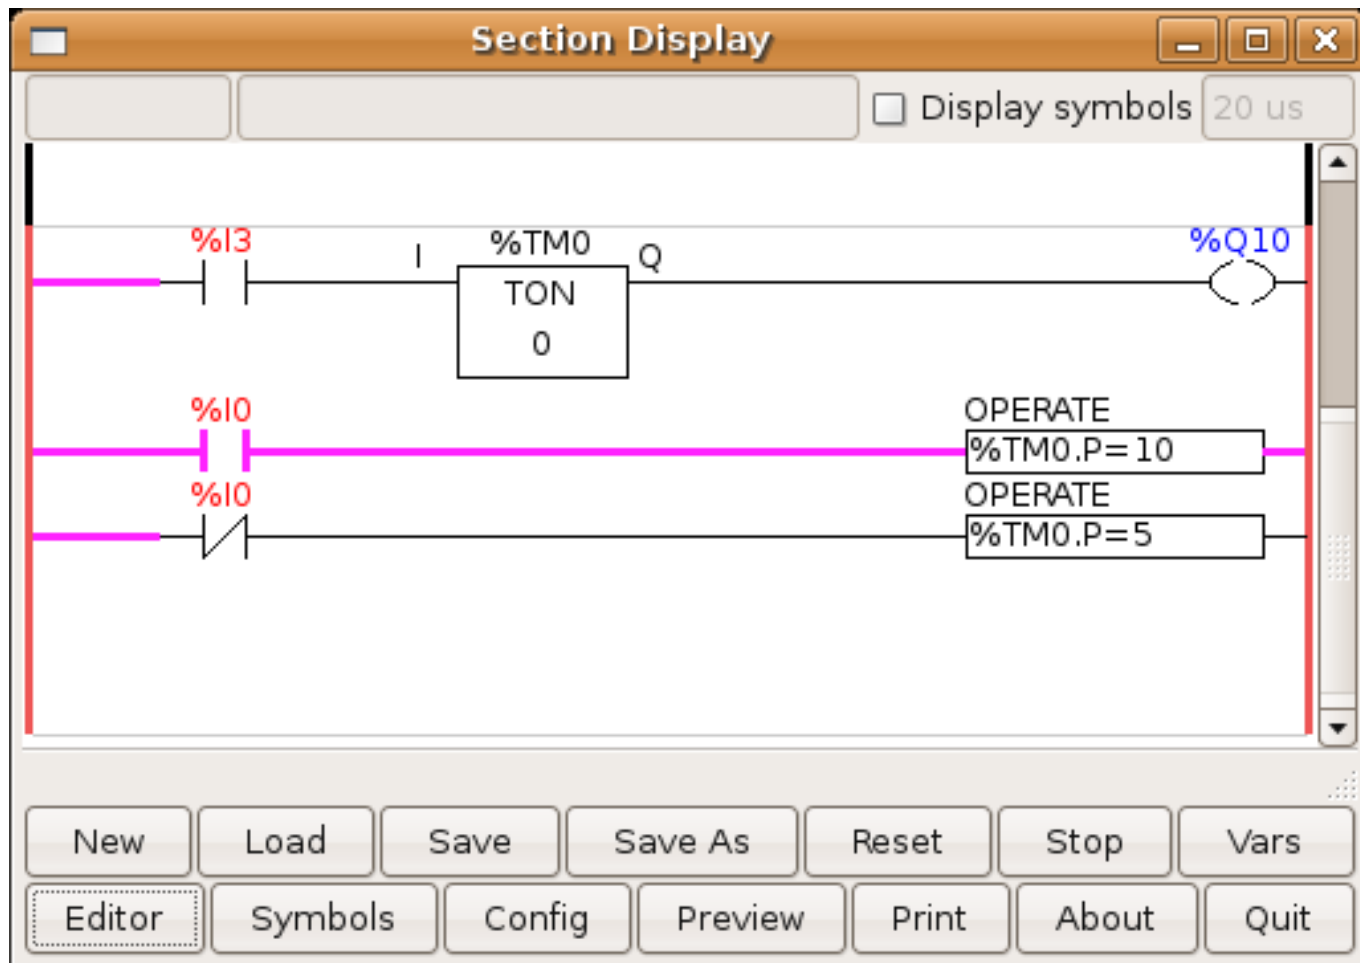 Section Display
Display symbols 20 us
%I3 I %TM0 Q %Q10
TON
0
%I0 OPERATE
%TM0.P=10
%I0 OPERATE
%TM0.P=5
New Load Save Save As Reset Stop Vars
Editor Symbols Config Preview Print About Quit